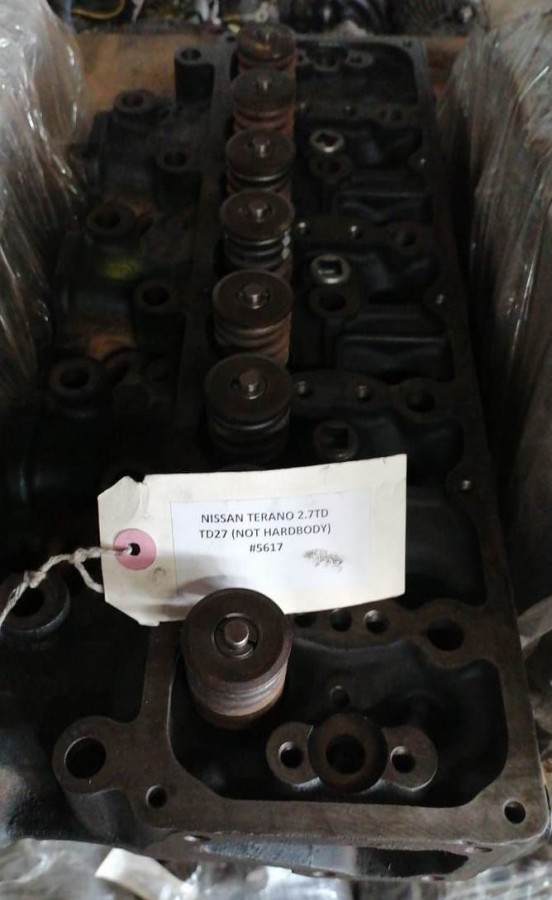 NISSAN TERANO 2.7TD
TD27 (NOT HARDBODY)
#5617